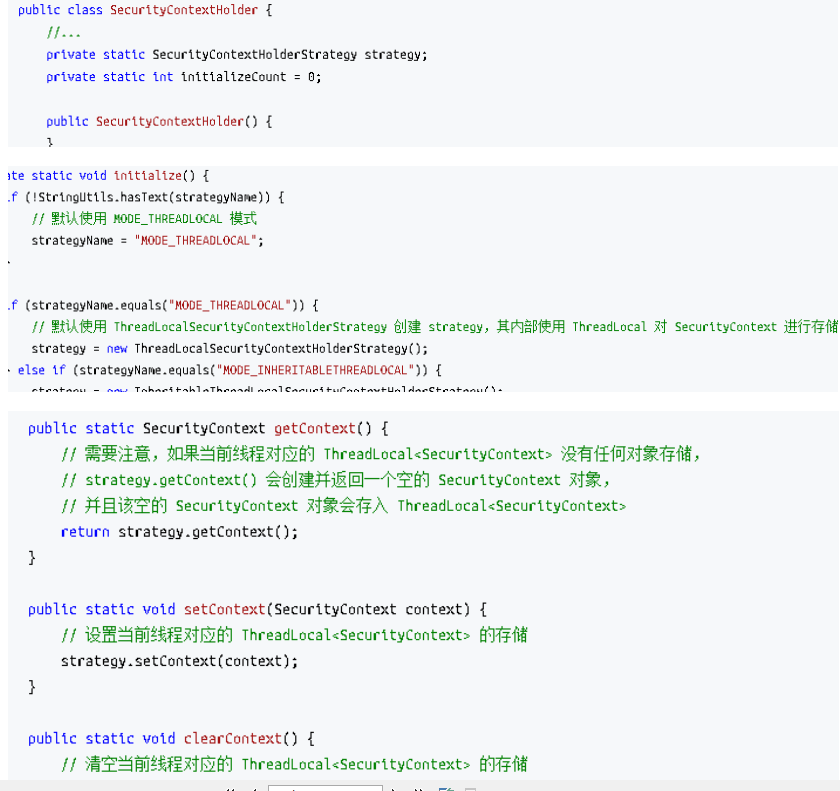 public class SecurityContextHolder {
//...
private static SecurityContextHolderStrategy strategy;
private static int initializeCount = 0;
public SecurityContextHolder() {
}
ate static void initialize() {
if (!StringUtils.hasText(strategyName)) {
// 默认使用 MODE_THREADLOCAL 模式
strategyName = "MODE_THREADLOCAL";
if (strategyName.equals("MODE_THREADLOCAL")) {
// 默认使用 ThreadLocalSecurityContextHolderStrategy 创建 strategy，其内部使用 ThreadLocal 对 SecurityContext 进行存储
strategy = new ThreadLocalSecurityContextHolderStrategy();
else if (strategyName.equals("MODE_INHERITABLETHREADLOCAL")) {
strategy = new InheritableThreadLocalSecurityContextHolderStrategy();
public static SecurityContext getContext() {
// 需要注意，如果当前线程对应的 ThreadLocal<SecurityContext> 没有任何对象存储，
// strategy.getContext() 会创建并返回一个空的 SecurityContext 对象，
// 并且该空的 SecurityContext 对象会存入 ThreadLocal<SecurityContext>
return strategy.getContext();
}
public static void setContext(SecurityContext context) {
// 设置当前线程对应的 ThreadLocal<SecurityContext> 的存储
strategy.setContext(context);
}
public static void clearContext() {
// 清空当前线程对应的 ThreadLocal<SecurityContext> 的存储